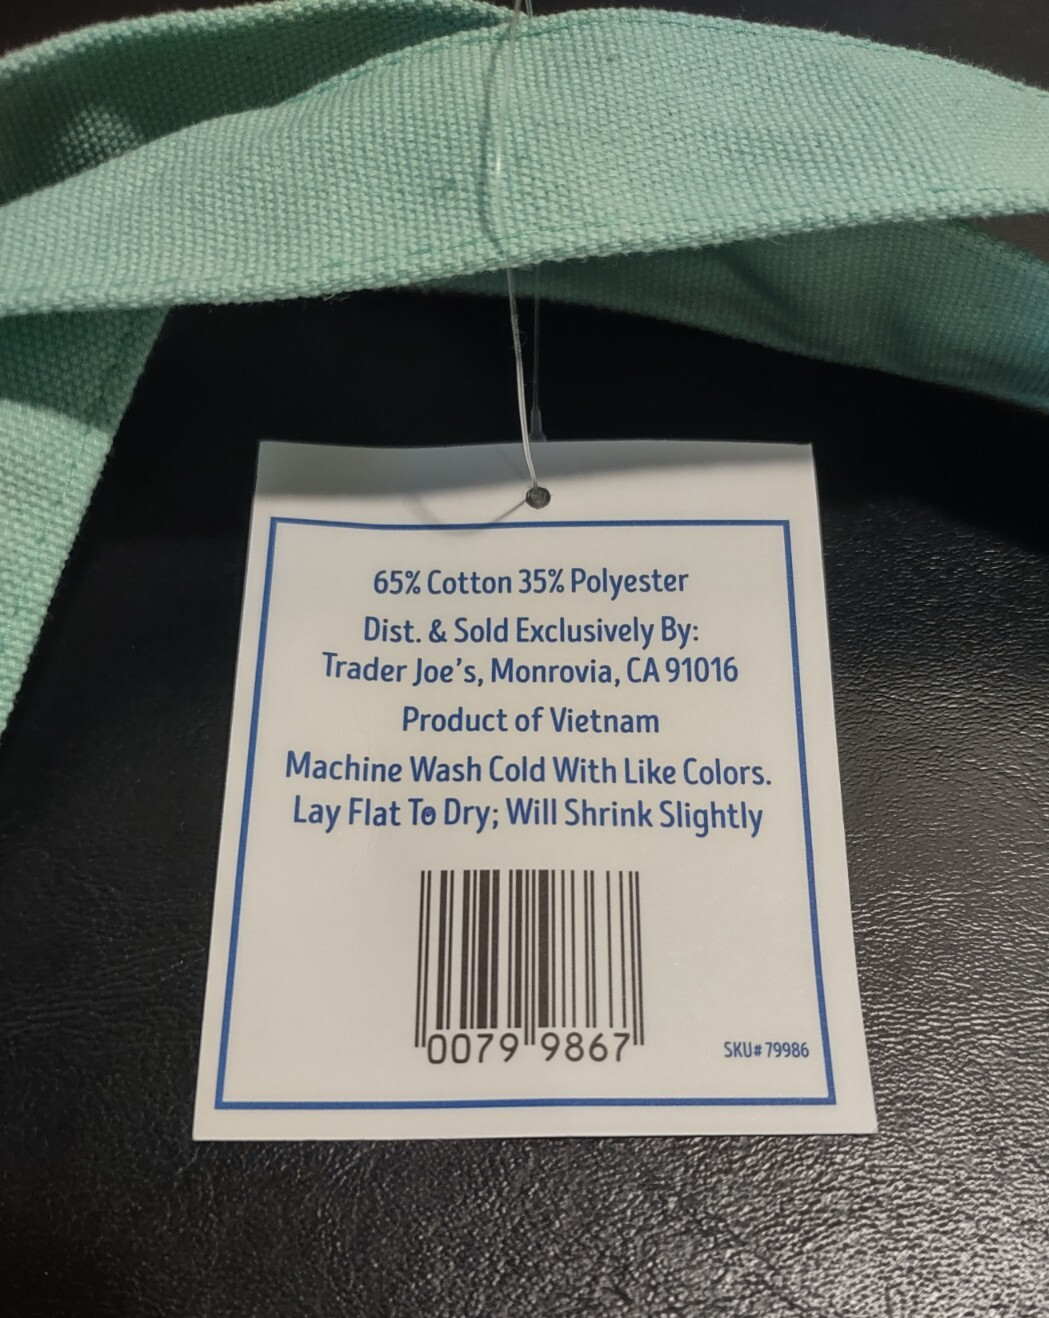 65% Cotton 35% Polyester
Dist. & Sold Exclusively By:
Trader Joe's, Monrovia, CA 91016
Product of Vietnam
Machine Wash Cold With Like Colors.
Lay Flat To Dry; Will Shrink Slightly
0079 9867
SKU# 79986